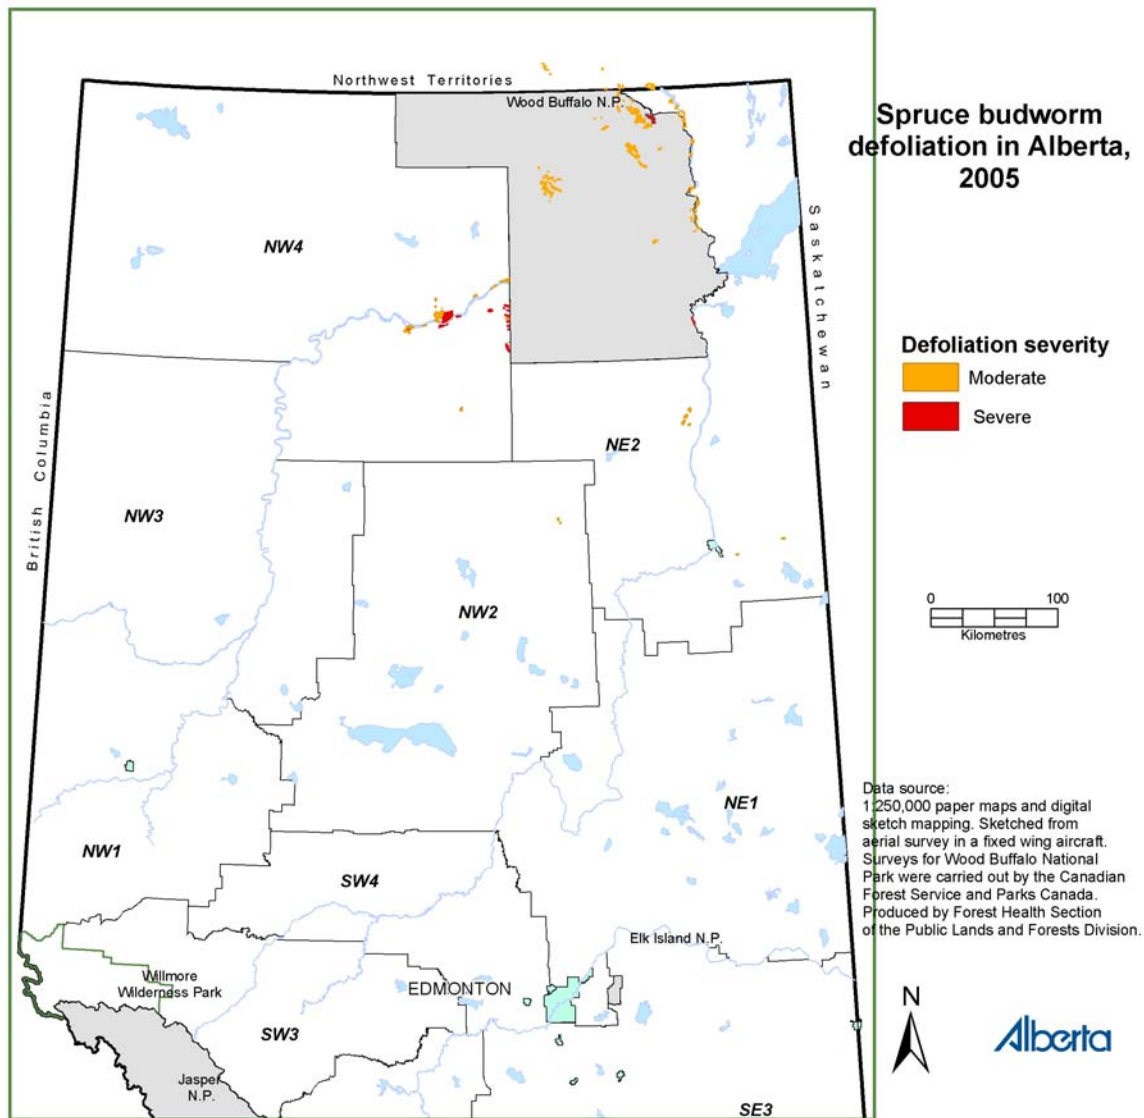 Northwest Territories
Wood Buffalo N.P.
Spruce budworm
defoliation in Alberta,
2005
Saskatchewan
NW4
Defoliation severity
Moderate
Severe
British Columbia
NE2
NW3
NW2
0 100
Kilometres
Data source:
1:250,000 paper maps and digital
sketch mapping. Sketched from
aerial survey in a fixed wing aircraft.
Surveys for Wood Buffalo National
Park were carried out by the Canadian
Forest Service and Parks Canada.
Produced by Forest Health Section
of the Public Lands and Forests Division.
NE1
NW1
SW4
Elk Island N.P.
Willmore
Wilderness Park
EDMONTON
SW3
Jasper
N.P.
SE3
N
Alberta